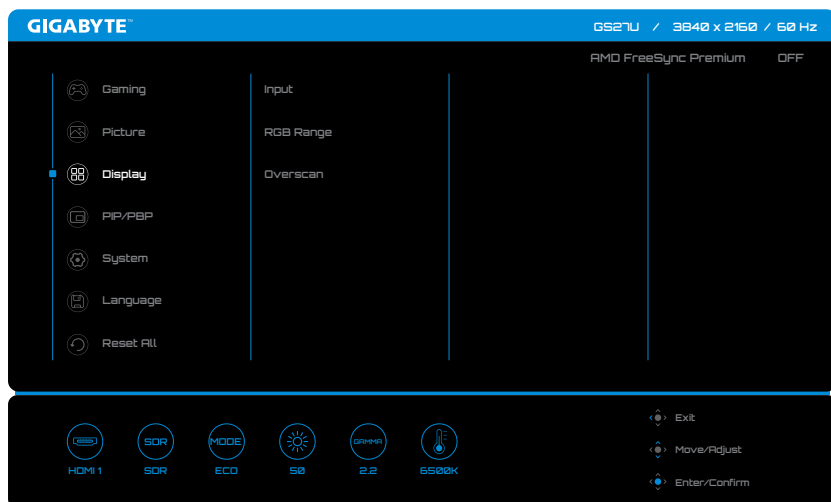 GIGABYTE™
GS27U / 3840 x 2160 / 60 Hz
AMD FreeSync Premium OFF
Gaming
Input
Picture
RGB Range
Display
Overscan
PIP/PBP
System
Language
Reset All
SDR
MODE
GAMMA
HDMI 1
SDR
ECO
50
2.2
6500K
Exit
Move/Adjust
Enter/Confirm